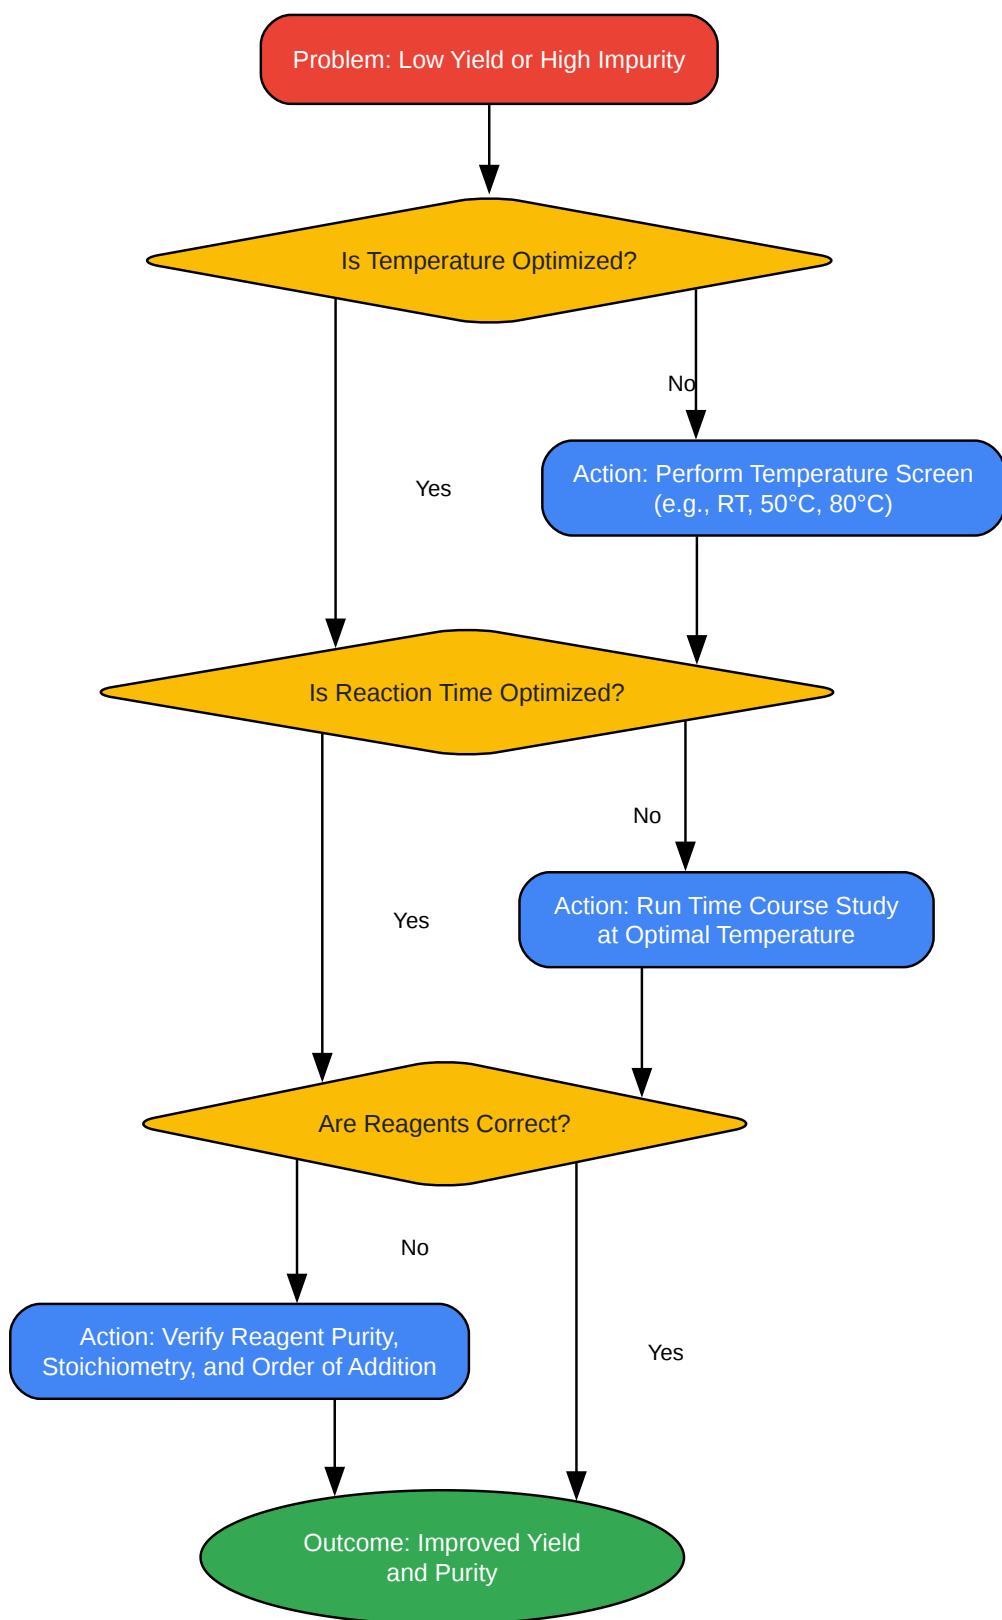 Problem: Low Yield or High Impurity
Is Temperature Optimized?
No
Action: Perform Temperature Screen
(e.g., RT, 50°C, 80°C)
Yes
Is Reaction Time Optimized?
No
Action: Run Time Course Study
at Optimal Temperature
Yes
Are Reagents Correct?
No
Action: Verify Reagent Purity,
Stoichiometry, and Order of Addition
Yes
Outcome: Improved Yield
and Purity